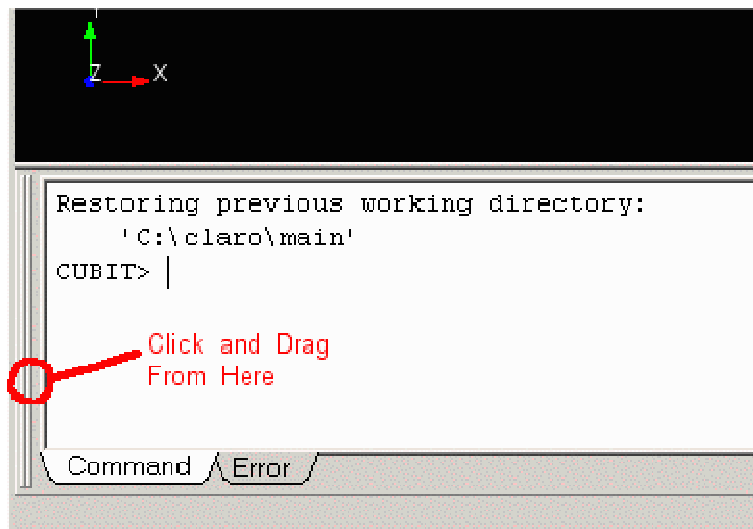 Z X
Restoring previous working directory:
'C:\claro\main'
CUBIT>
Click and Drag
From Here
Command Error